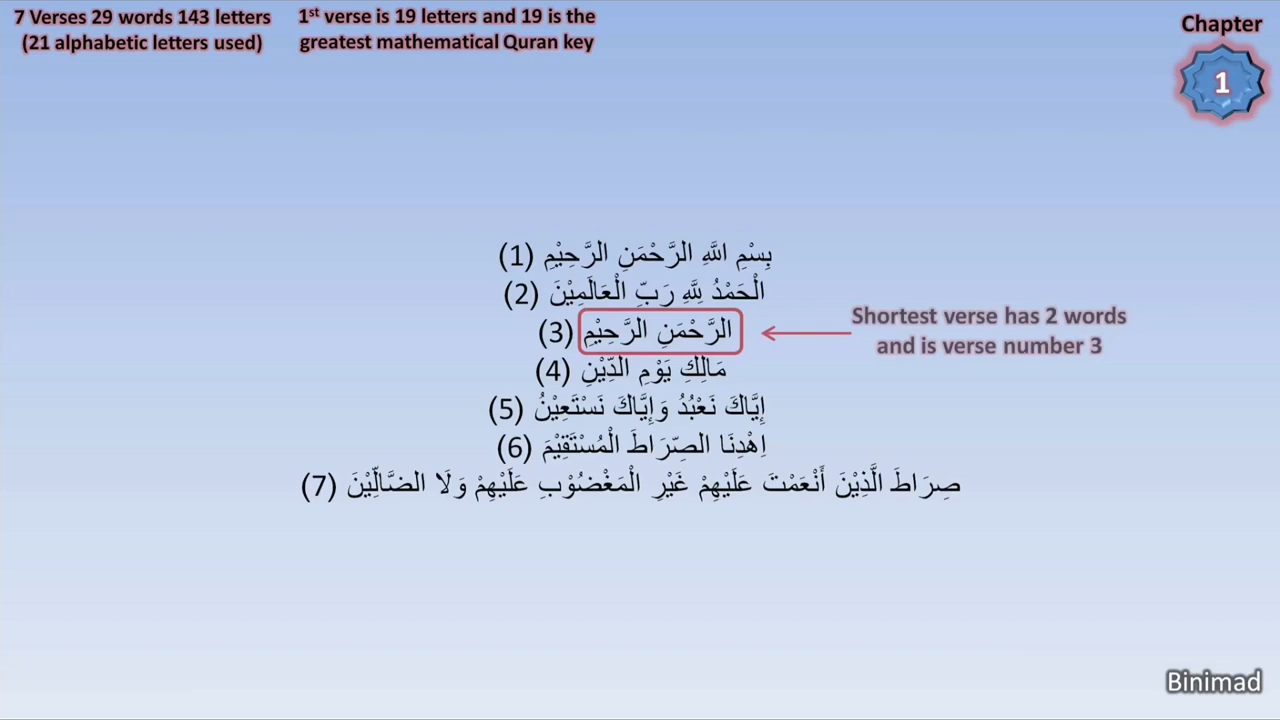 7 Verses 29 words 143 letters
(21 alphabetic letters used)
1st verse is 19 letters and 19 is the
greatest mathematical Quran key
Chapter
1
بِسْمِ اللَّهِ الرَّحْمَنِ الرَّحِيْمِ (1)
الْحَمْدُ لِلَّهِ رَبِّ الْعَالَمِيْنَ (2)
الرَّحْمَنِ الرَّحِيْمِ (3)
مَالِكِ يَوْمِ الدِّيْنِ (4)
إِيَّاكَ نَعْبُدُ وَإِيَّاكَ نَسْتَعِيْنُ (5)
اِهْدِنَا الصِّرَاطَ الْمُسْتَقِيْمَ (6)
صِرَاطَ الَّذِيْنَ أَنْعَمْتَ عَلَيْهِمْ غَيْرِ الْمَغْضُوْبِ عَلَيْهِمْ وَلَا الضَّالِّيْنَ (7)
Shortest verse has 2 words
and is verse number 3
Binimad